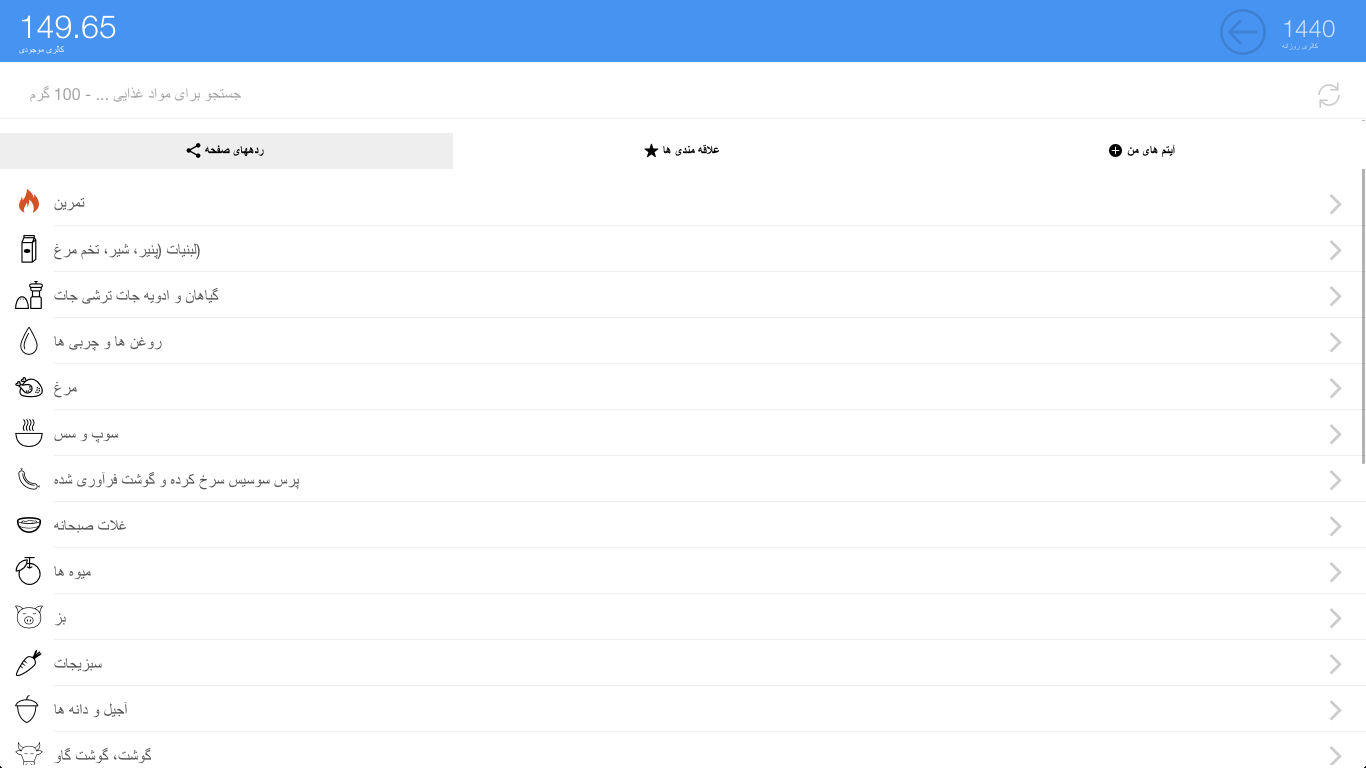 149.65
کالری موجودی
1440
کالری روزانه
جستجو برای مواد غذایی ... - 100 گرم
ردههای صفحه
علاقه مندی ها
آیتم های من
تمرین
لبنیات (پنیر، شیر، تخم مرغ)
گیاهان و ادویه جات ترشی جات
روغن ها و چربی ها
مرغ
سوپ و سس
پرس سوسیس سرخ کرده و گوشت فرآوری شده
غلات صبحانه
میوه ها
بز
سبزیجات
آجیل و دانه ها
گوشت، گوشت گاو